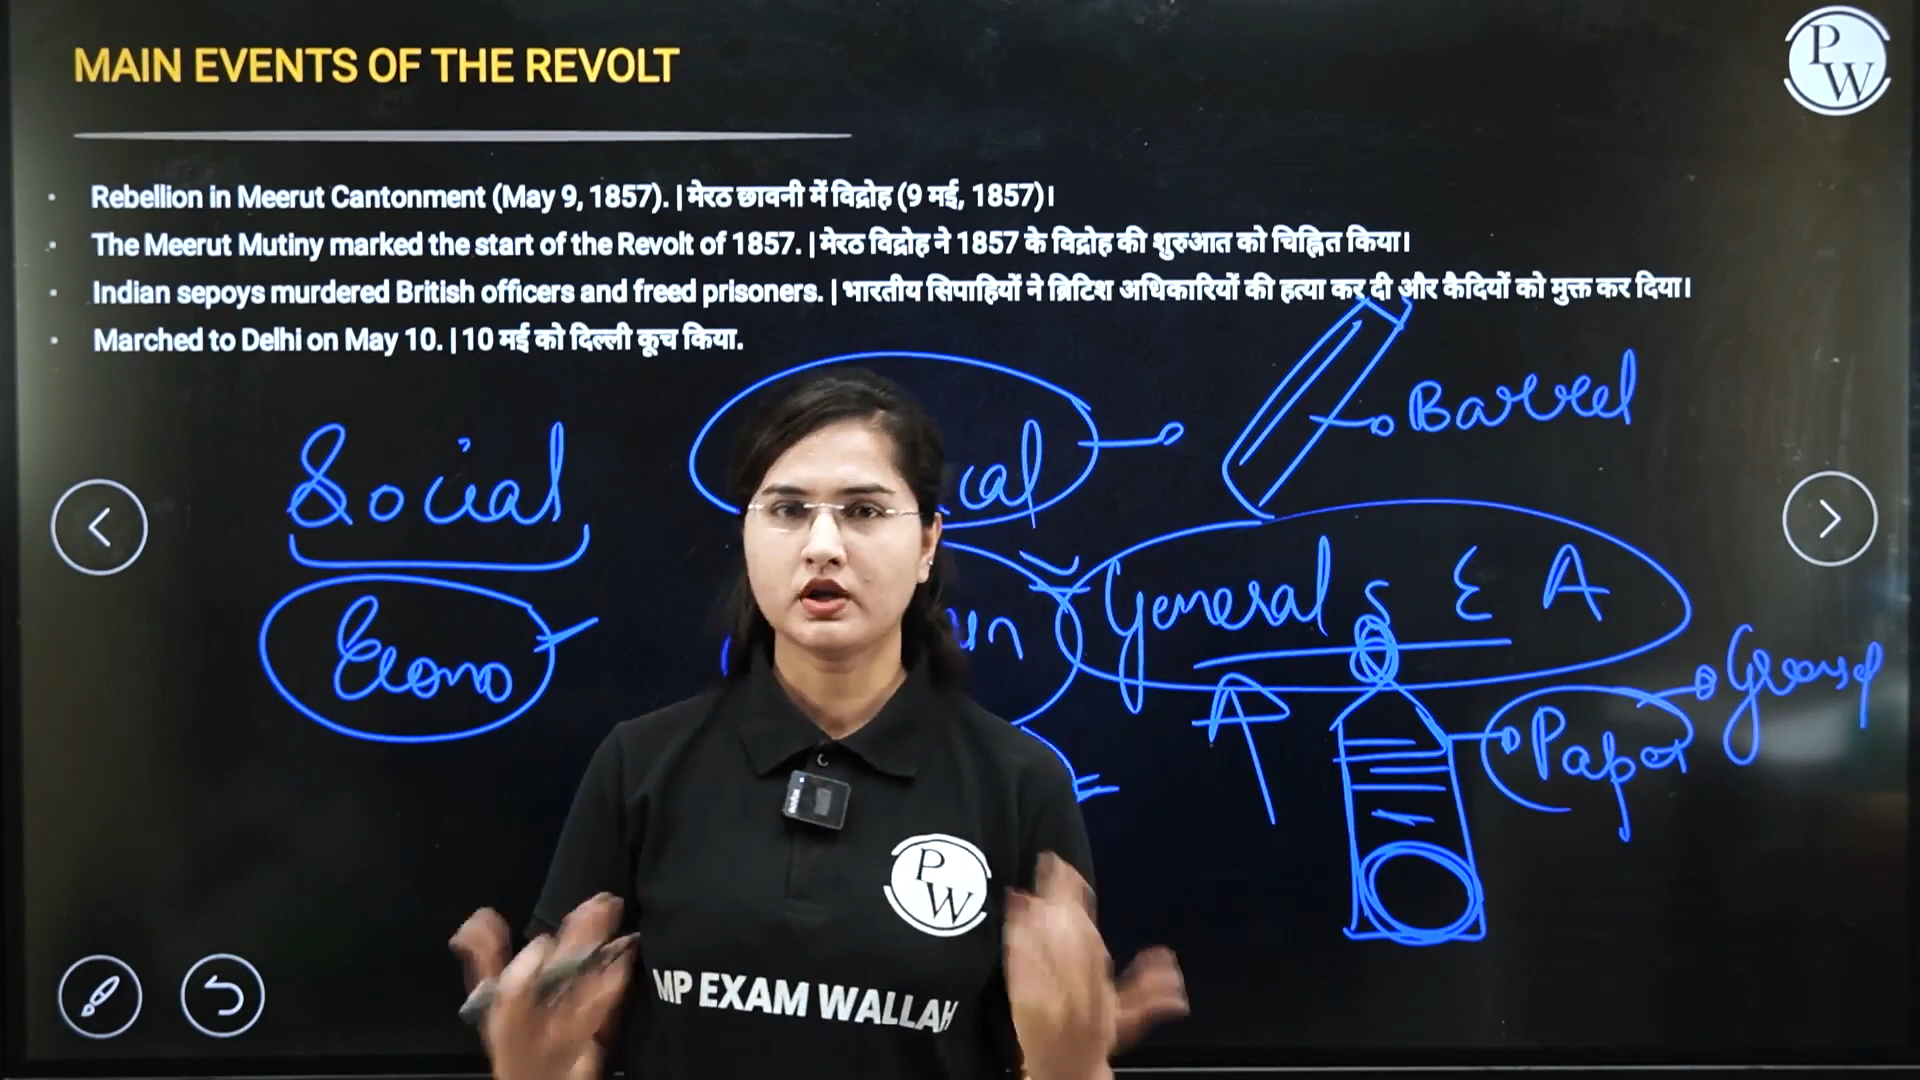 MAIN EVENTS OF THE REVOLT
PW
• Rebellion in Meerut Cantonment (May 9, 1857). | मेरठ छावनी में विद्रोह (9 मई, 1857)।
• The Meerut Mutiny marked the start of the Revolt of 1857. | मेरठ विद्रोह ने 1857 के विद्रोह की शुरुआत को चिह्नित किया।
• Indian sepoys murdered British officers and freed prisoners. | भारतीय सिपाहियों ने ब्रिटिश अधिकारियों की हत्या कर दी और कैदियों को मुक्त कर दिया।
• Marched to Delhi on May 10. | 10 मई को दिल्ली कूच किया.
Barrel
Social
cal
General S E A
Econo
Paper
PW
MP EXAM WALLAH